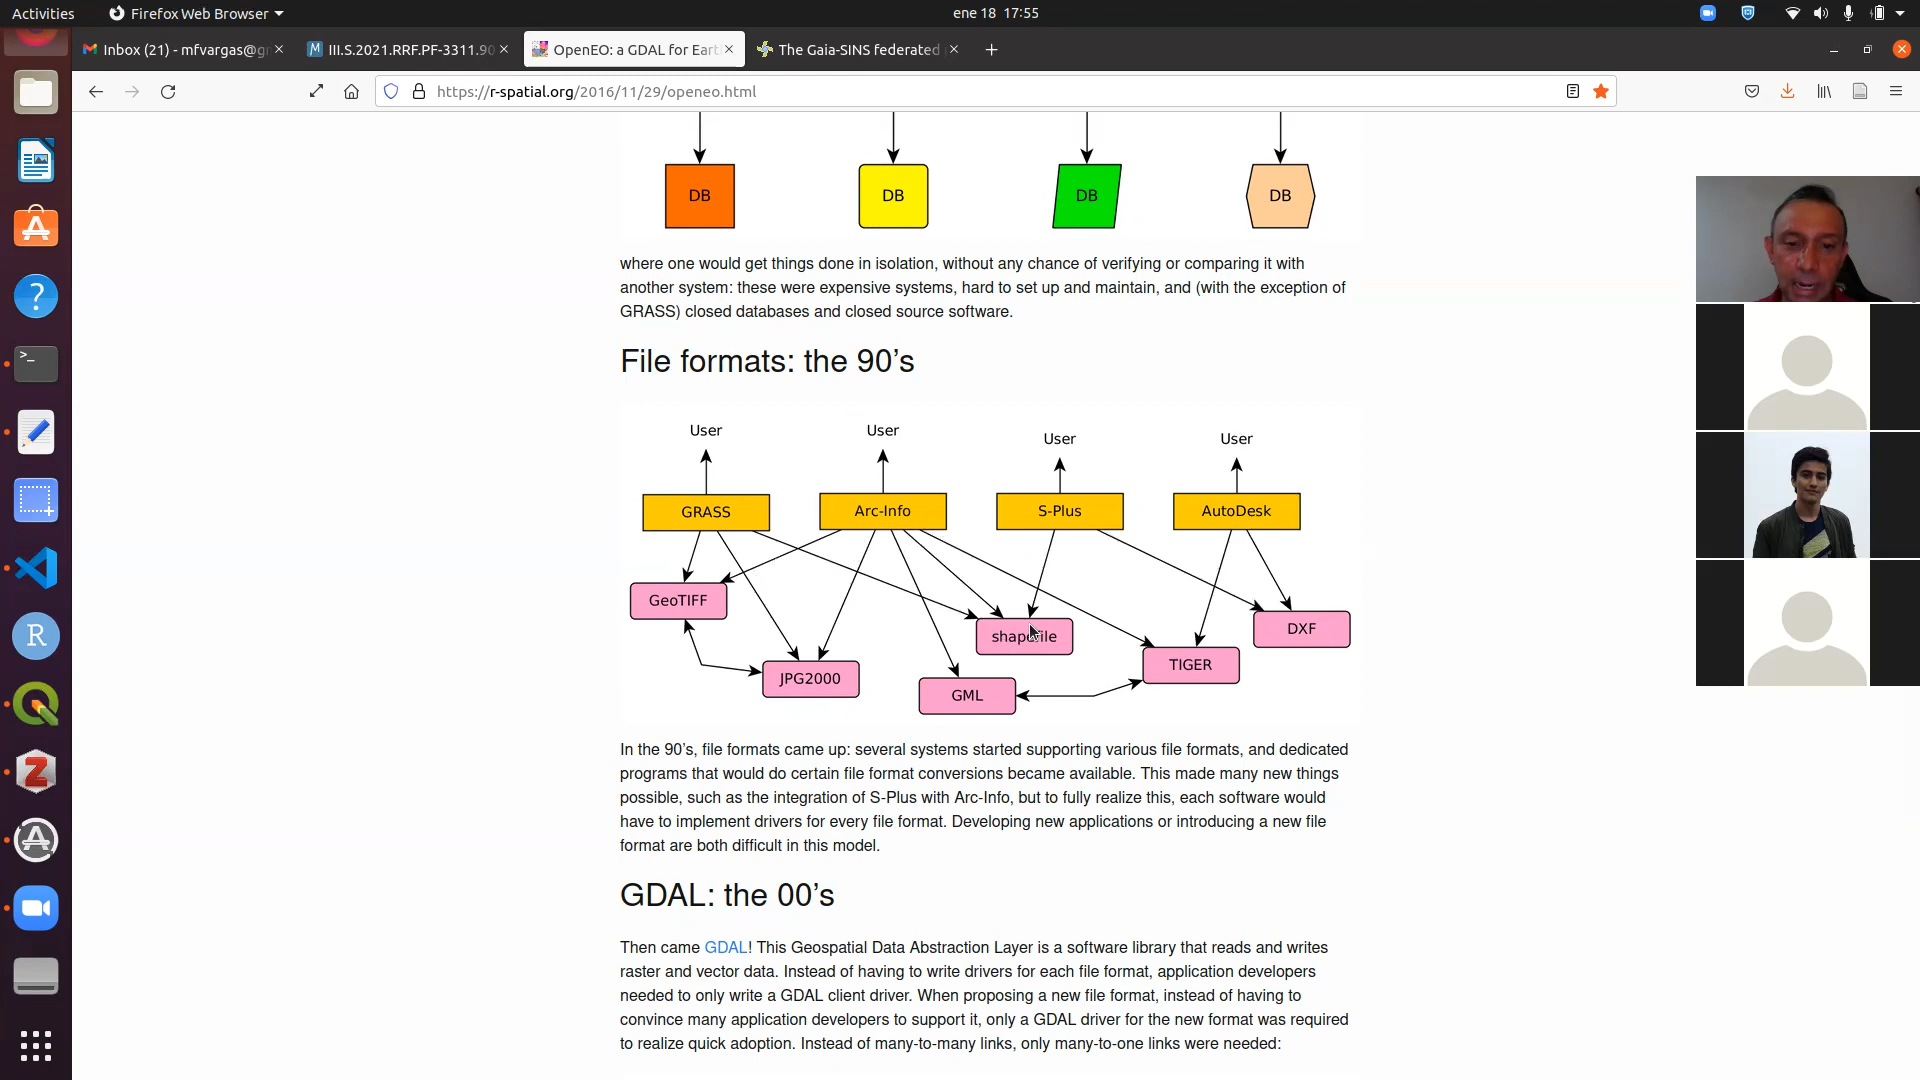 Activities
Firefox Web Browser
ene 18 17:55
Inbox (21) - mfvargas@gm
III.S.2021.RRF.PF-3311.90
OpenEO: a GDAL for Eart
The Gaia-SINS federated
https://r-spatial.org/2016/11/29/openeo.html
DB DB DB DB
where one would get things done in isolation, without any chance of verifying or comparing it with
another system: these were expensive systems, hard to set up and maintain, and (with the exception of
GRASS) closed databases and closed source software.
File formats: the 90’s
User User User User
GRASS Arc-Info S-Plus AutoDesk
GeoTIFF
DXF
shapefile
TIGER
JPG2000
GML
In the 90’s, file formats came up: several systems started supporting various file formats, and dedicated
programs that would do certain file format conversions became available. This made many new things
possible, such as the integration of S-Plus with Arc-Info, but to fully realize this, each software would
have to implement drivers for every file format. Developing new applications or introducing a new file
format are both difficult in this model.
GDAL: the 00’s
Then came GDAL! This Geospatial Data Abstraction Layer is a software library that reads and writes
raster and vector data. Instead of having to write drivers for each file format, application developers
needed to only write a GDAL client driver. When proposing a new file format, instead of having to
convince many application developers to support it, only a GDAL driver for the new format was required
to realize quick adoption. Instead of many-to-many links, only many-to-one links were needed: